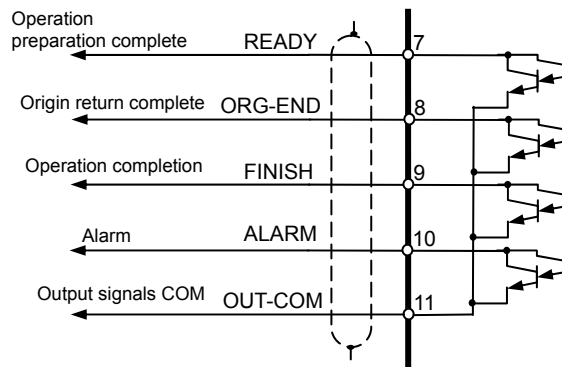 Operation
preparation complete READY 7
Origin return complete ORG-END 8
Operation completion FINISH 9
Alarm ALARM 10
Output signals COM OUT-COM 11